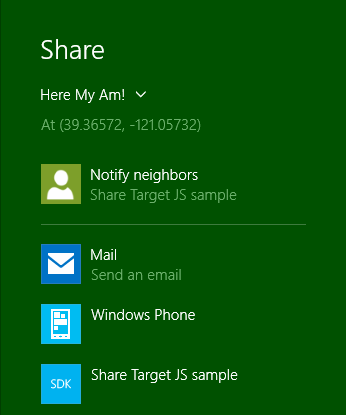 Share
Here My Am!
At (39.36572, -121.05732)
Notify neighbors
Share Target JS sample
Mail
Send an email
Windows Phone
SDK
Share Target JS sample